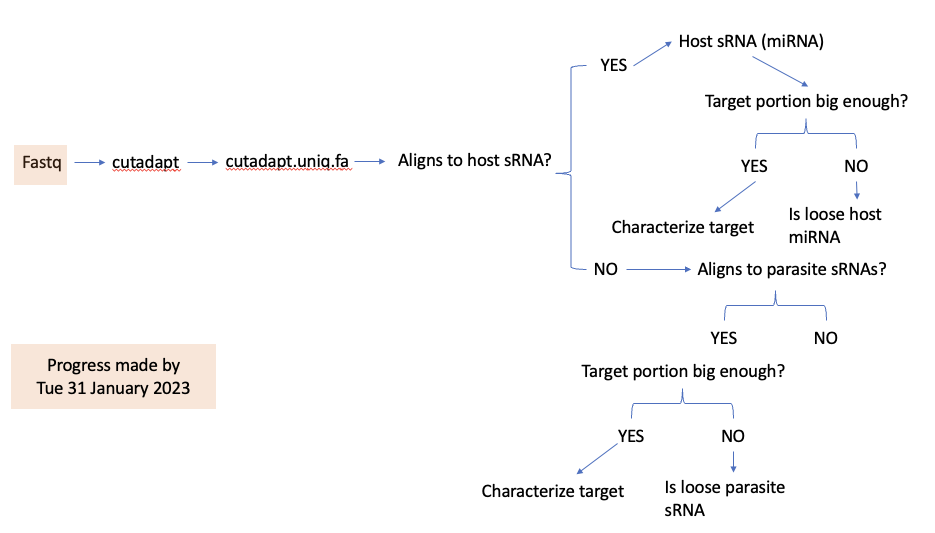 Host sRNA (miRNA)
YES
Target portion big enough?
Fastq
cutadapt
cutadapt.uniq.fa
Aligns to host sRNA?
YES
NO
Characterize target
Is loose host
miRNA
NO
Aligns to parasite sRNAs?
YES
NO
Progress made by
Tue 31 January 2023
Target portion big enough?
YES
NO
Characterize target
Is loose parasite
sRNA